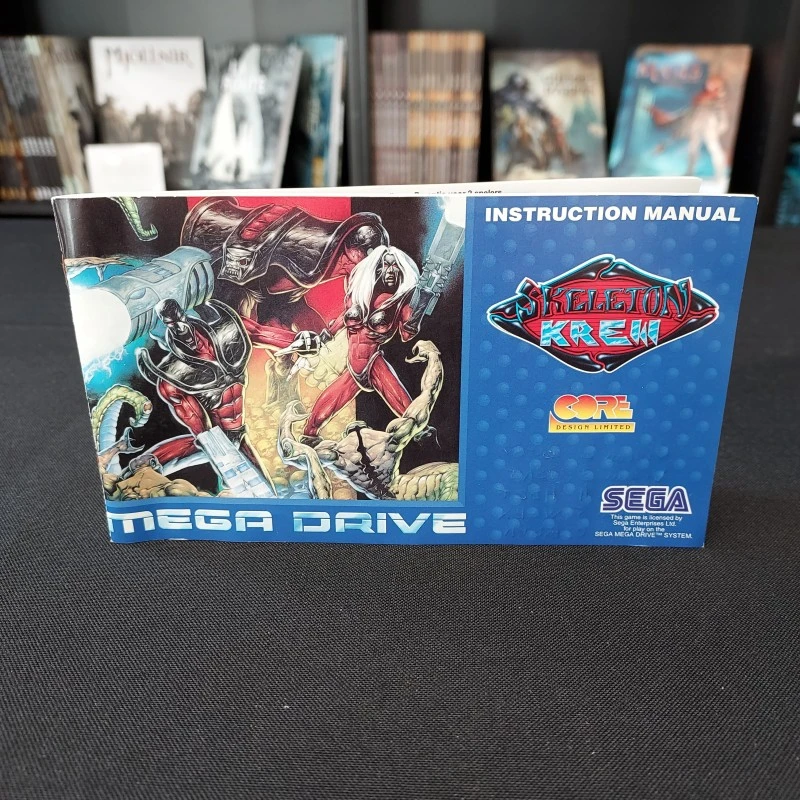 MJÖLLNIR
INSTRUCTION MANUAL
SKELETON
KREW
CORE
DESIGN LIMITED
MEGA DRIVE
SEGA
This game is licensed by
Sega Enterprises Ltd.
for play on the
SEGA MEGA DRIVE™ SYSTEM.